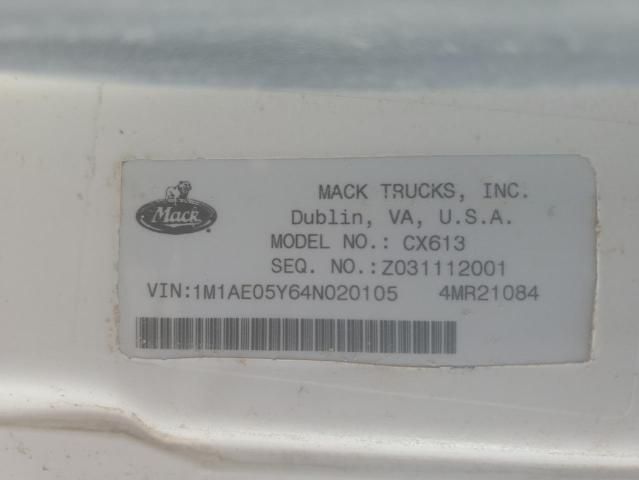 Mack
MACK TRUCKS, INC.
Dublin, VA, U.S.A.
MODEL NO.: CX613
SEQ. NO.:Z031112001
VIN:1M1AE05Y64N020105 4MR21084